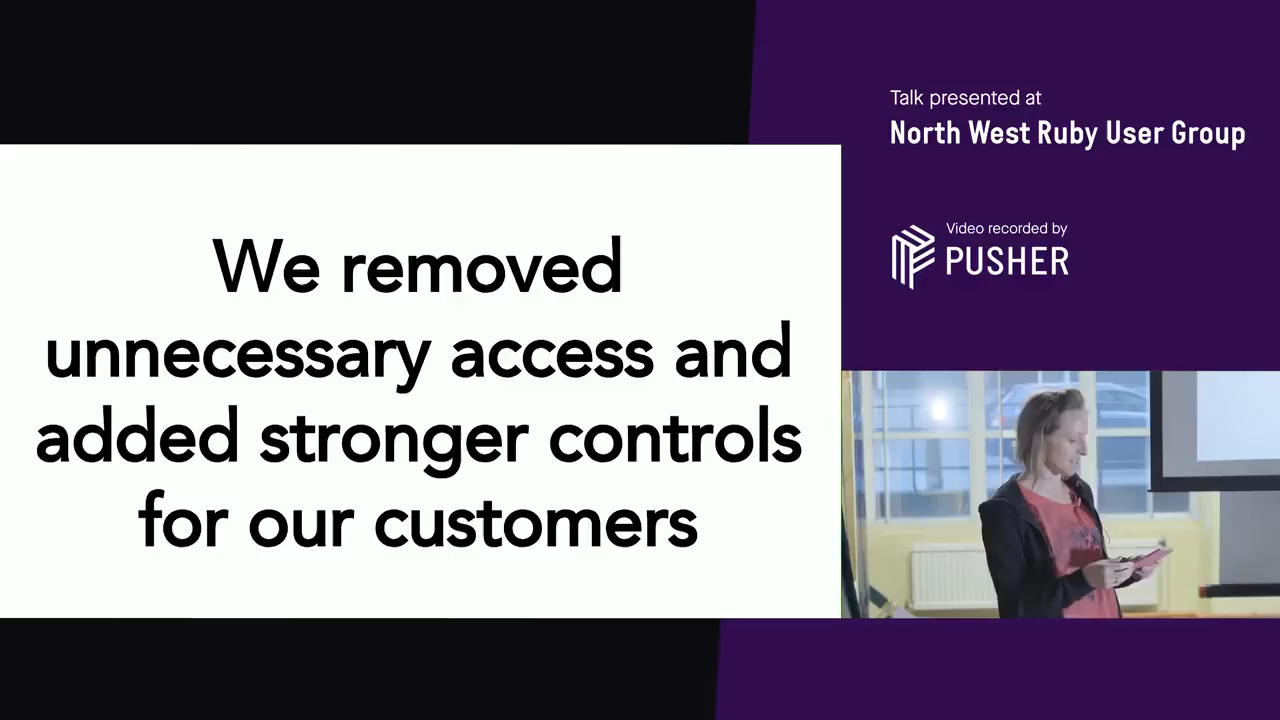 We removed
unnecessary access and
added stronger controls
for our customers
Talk presented at
North West Ruby User Group
Video recorded by
PUSHER